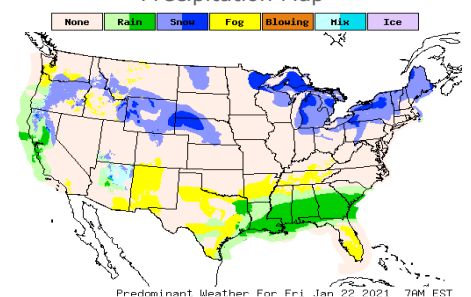 Precipitation Map
None Rain Snow Fog Blowing Mix Ice
Predominant Weather For Fri Jan 22 2021 7AM EST